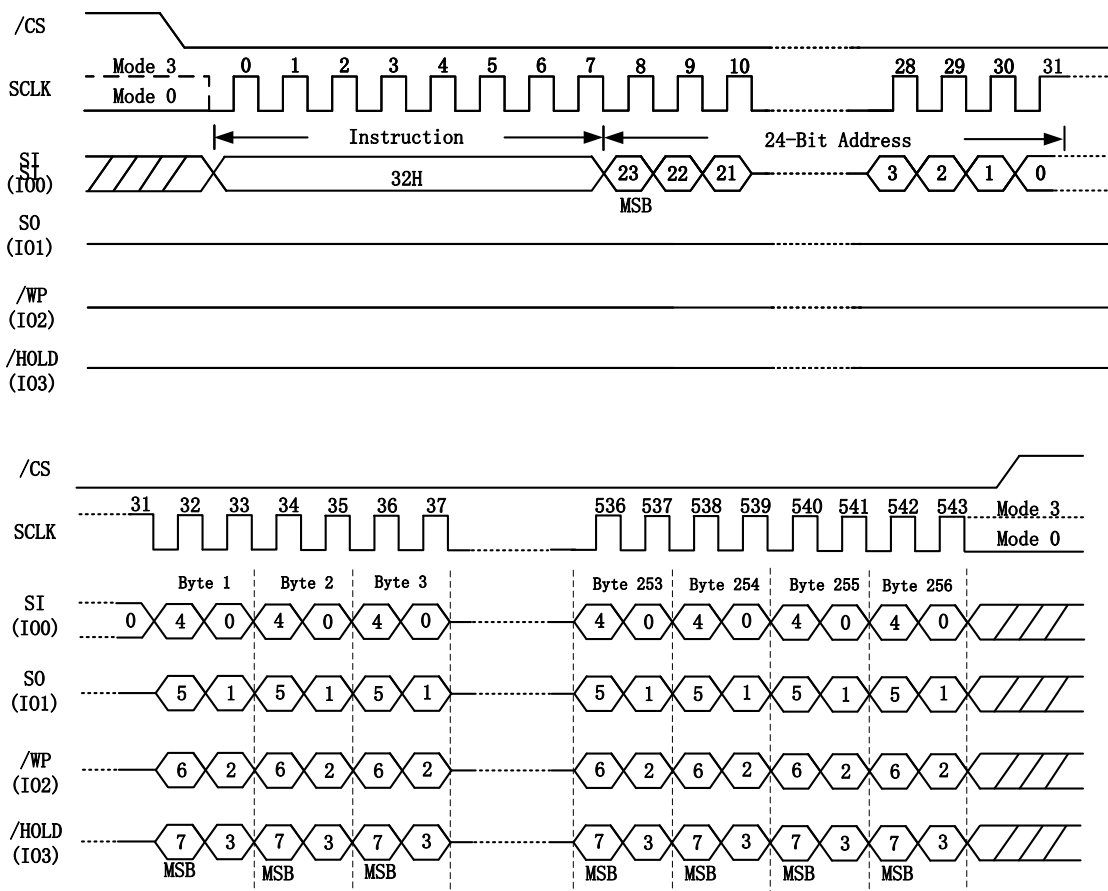 /CS
Mode 3 0 1 2 3 4 5 6 7 8 9 10 28 29 30 31
SCLK
Mode 0
Instruction 24-Bit Address
SI
SI
(IO0) 32H 23 22 21 3 2 1 0
MSB
SO
(IO1)
/WP
(IO2)
/HOLD
(IO3)
/CS
31 32 33 34 35 36 37 536 537 538 539 540 541 542 543 Mode 3
SCLK
Mode 0
Byte 1 Byte 2 Byte 3 Byte 253 Byte 254 Byte 255 Byte 256
SI
(IO0) 0 4 0 4 0 4 0 4 0 4 0 4 0 4 0
SO
(IO1) 5 1 5 1 5 1 5 1 5 1 5 1 5 1
/WP
(IO2) 6 2 6 2 6 2 6 2 6 2 6 2 6 2
/HOLD
(IO3) 7 3 7 3 7 3 7 3 7 3 7 3 7 3
MSB MSB MSB MSB MSB MSB MSB